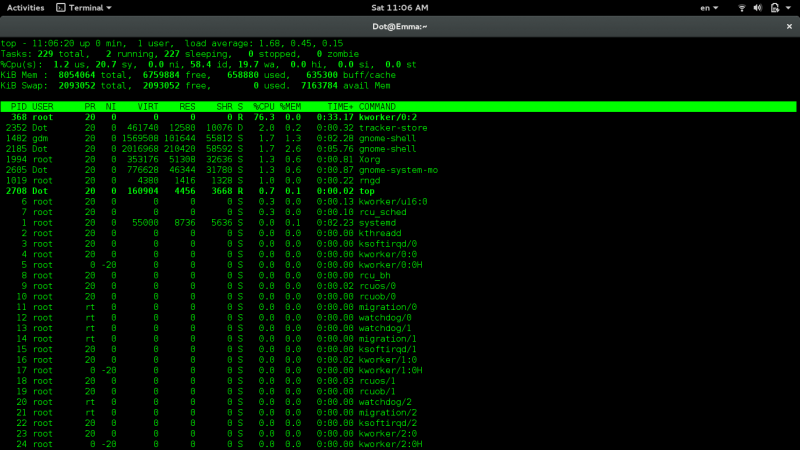 Activities Terminal Sat 11:06 AM en
Dot@Emma:~ ×
top - 11:06:20 up 0 min, 1 user, load average: 1.68, 0.45, 0.15
Tasks: 229 total, 2 running, 227 sleeping, 0 stopped, 0 zombie
%Cpu(s): 1.2 us, 20.7 sy, 0.0 ni, 58.4 id, 19.7 wa, 0.0 hi, 0.0 si, 0.0 st
KiB Mem : 8054064 total, 6759884 free, 658880 used, 635300 buff/cache
KiB Swap: 2093052 total, 2093052 free, 0 used. 7163784 avail Mem
PID USER PR NI VIRT RES SHR S %CPU %MEM TIME+ COMMAND
368 root 20 0 0 0 0 R 76.3 0.0 0:33.17 kworker/0:2
2352 Dot 20 0 461740 12580 10076 D 2.0 0.2 0:00.32 tracker-store
1482 gdm 20 0 1569508 101644 55812 S 1.7 1.3 0:02.28 gnome-shell
2185 Dot 20 0 2016968 210420 58592 S 1.7 2.6 0:05.76 gnome-shell
1994 root 20 0 353176 51308 32636 S 1.3 0.6 0:00.81 Xorg
2605 Dot 20 0 776628 46344 31780 S 1.3 0.6 0:00.87 gnome-system-mo
1019 root 20 0 4380 1416 1328 S 1.0 0.0 0:00.22 rngd
2708 Dot 20 0 160904 4456 3668 R 0.7 0.1 0:00.02 top
6 root 20 0 0 0 0 S 0.3 0.0 0:00.13 kworker/u16:0
7 root 20 0 0 0 0 S 0.3 0.0 0:00.10 rcu_sched
1 root 20 0 55000 8736 5636 S 0.0 0.1 0:02.23 systemd
2 root 20 0 0 0 0 S 0.0 0.0 0:00.00 kthreadd
3 root 20 0 0 0 0 S 0.0 0.0 0:00.00 ksoftirqd/0
4 root 20 0 0 0 0 S 0.0 0.0 0:00.00 kworker/0:0
5 root 0 -20 0 0 0 S 0.0 0.0 0:00.00 kworker/0:0H
8 root 20 0 0 0 0 S 0.0 0.0 0:00.00 rcu_bh
9 root 20 0 0 0 0 S 0.0 0.0 0:00.02 rcuos/0
10 root 20 0 0 0 0 S 0.0 0.0 0:00.00 rcuob/0
11 root rt 0 0 0 0 S 0.0 0.0 0:00.00 migration/0
12 root rt 0 0 0 0 S 0.0 0.0 0:00.00 watchdog/0
13 root rt 0 0 0 0 S 0.0 0.0 0:00.00 watchdog/1
14 root rt 0 0 0 0 S 0.0 0.0 0:00.00 migration/1
15 root 20 0 0 0 0 S 0.0 0.0 0:00.00 ksoftirqd/1
16 root 20 0 0 0 0 S 0.0 0.0 0:00.02 kworker/1:0
17 root 0 -20 0 0 0 S 0.0 0.0 0:00.00 kworker/1:0H
18 root 20 0 0 0 0 S 0.0 0.0 0:00.03 rcuos/1
19 root 20 0 0 0 0 S 0.0 0.0 0:00.00 rcuob/1
20 root rt 0 0 0 0 S 0.0 0.0 0:00.00 watchdog/2
21 root rt 0 0 0 0 S 0.0 0.0 0:00.00 migration/2
22 root 20 0 0 0 0 S 0.0 0.0 0:00.00 ksoftirqd/2
23 root 20 0 0 0 0 S 0.0 0.0 0:00.00 kworker/2:0
24 root 0 -20 0 0 0 S 0.0 0.0 0:00.00 kworker/2:0H